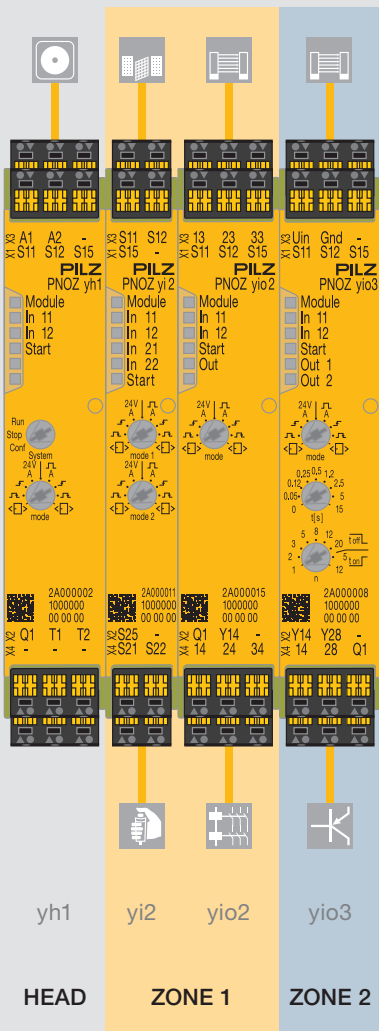 X3 A1 A2 -
X1 S11 S12 S15
PILZ
PNOZ yh1
Module
In 11
In 12
Start
Run
Stop
Conf
System
24V
A A
mode
2A000002
1000000
00 00 00
X2 Q1 T1 T2
X4 - - -
yh1
HEAD
X3 S11 S12
X1 S15 -
PILZ
PNOZ yi2
Module
In 11
In 12
In 21
In 22
Start
24V
A A
mode 1
24V
A A
mode 2
2A000011
1000000
00 00 00
X2 S25 -
X4 S21 S22
yi2
X3 13 23 33
X1 S11 S12 S15
PILZ
PNOZ yio2
Module
In 11
In 12
Start
Out
24V
A A
mode
2A000015
1000000
00 00 00
X2 Q1 Y14 -
X4 14 24 34
yio2
ZONE 1
X3 Uin Gnd -
X1 S11 S12 S15
PILZ
PNOZ yio3
Module
In 11
In 12
Start
Out 1
Out 2
24V
A A
mode
0 0.05 0.12 0,25 0,5 1,2 2.5 5 15
t[s]
1 2 3 5 8 12 20 5 12
t off
t on
n
2A000008
1000000
00 00 00
X2 Y14 Y28 -
X4 14 28 Q1
yio3
ZONE 2